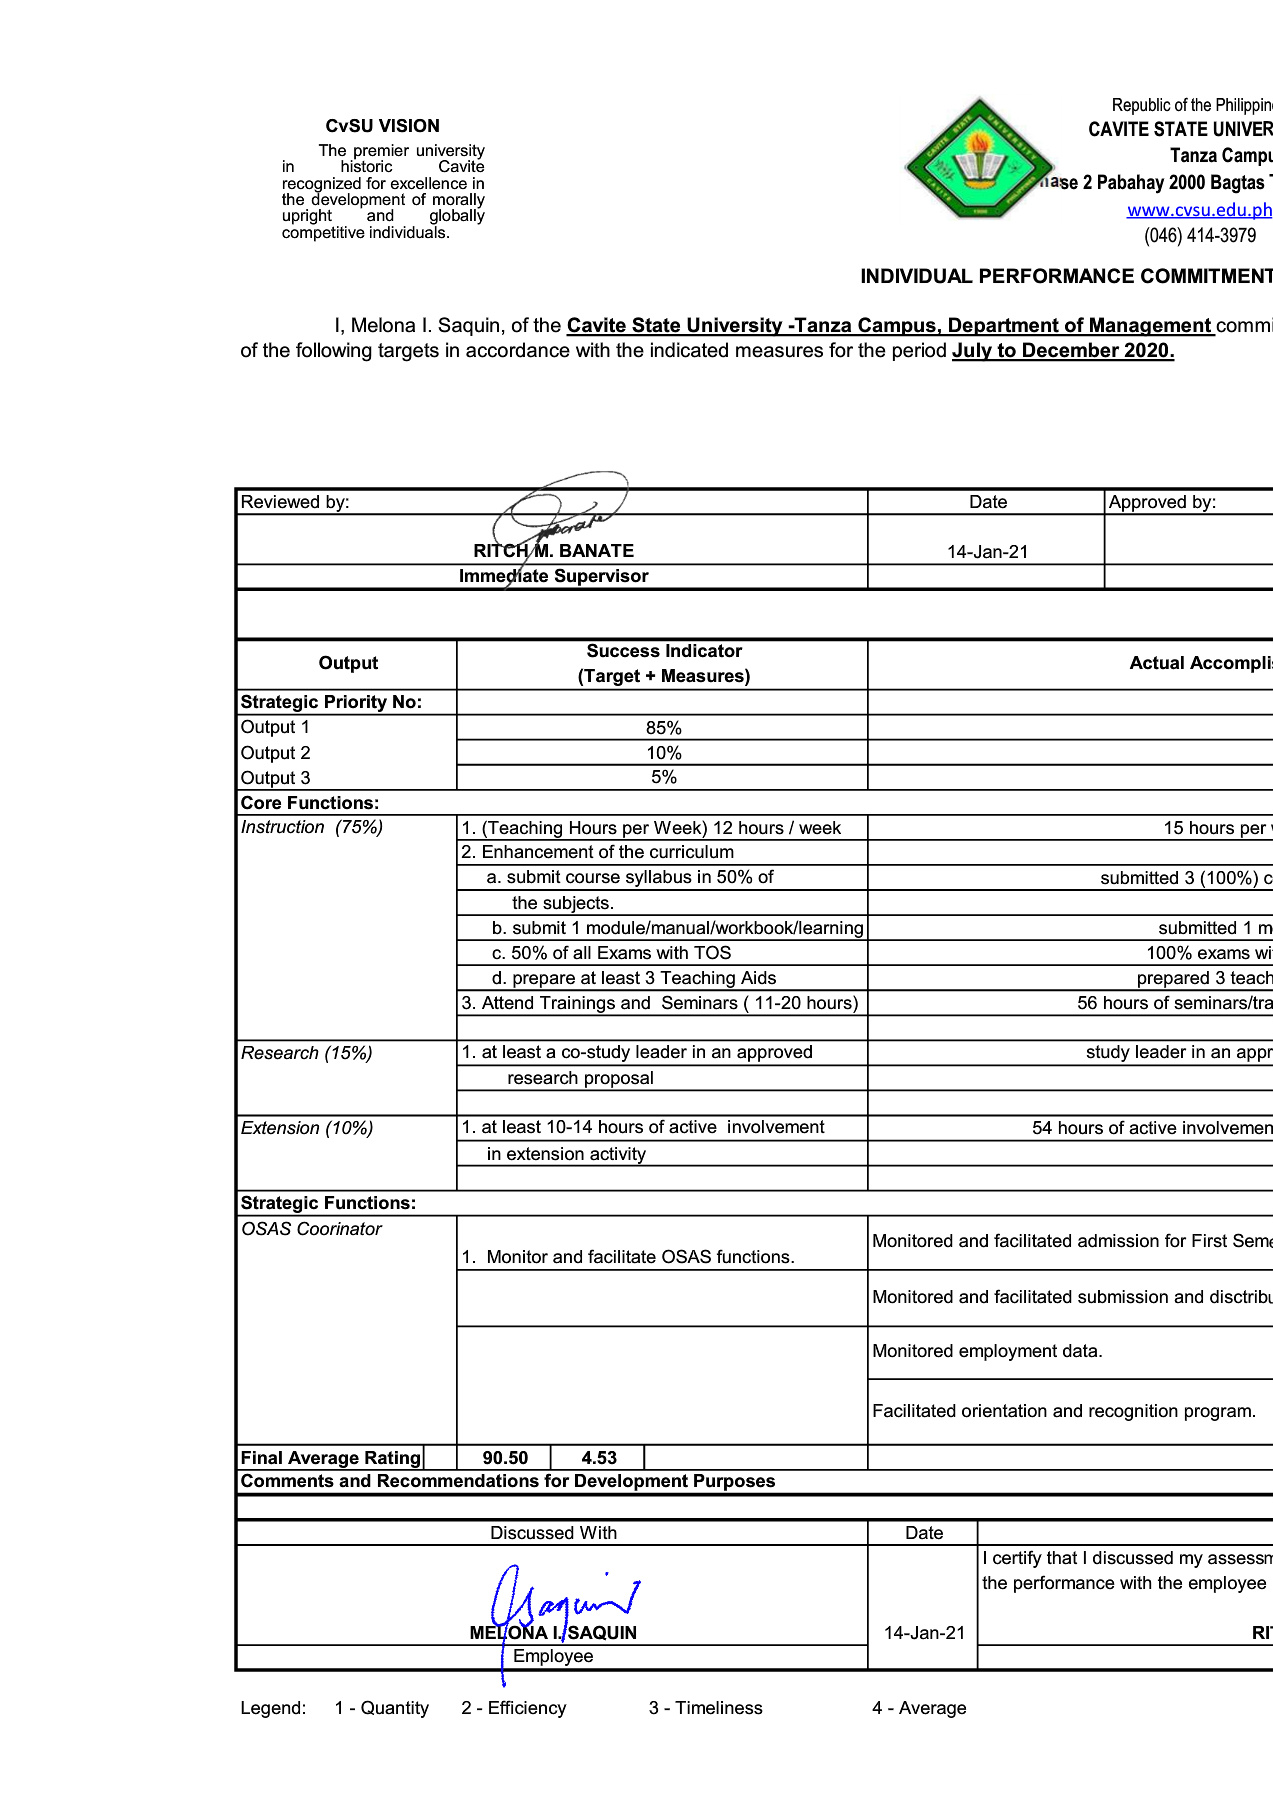 CvSU VISION
The premier university
in historic Cavite
recognized for excellence in
the development of morally
upright and globally
competitive individuals.
Republic of the Philippin
CAVITE STATE UNIVER
Tanza Campu
hase 2 Pabahay 2000 Bagtas T
www.cvsu.edu.ph
(046) 414-3979
INDIVIDUAL PERFORMANCE COMMITMENT
I, Melona I. Saquin, of the Cavite State University -Tanza Campus, Department of Management commi
of the following targets in accordance with the indicated measures for the period July to December 2020.
Reviewed by: Date Approved by:
RITCH M. BANATE 14-Jan-21
Immediate Supervisor
Output Success Indicator (Target + Measures) Actual Accomplis
Strategic Priority No:
Output 1 85%
Output 2 10%
Output 3 5%
Core Functions:
Instruction (75%) 1. (Teaching Hours per Week) 12 hours / week 15 hours per w
2. Enhancement of the curriculum
a. submit course syllabus in 50% of submitted 3 (100%) c
the subjects.
b. submit 1 module/manual/workbook/learning submitted 1 m
c. 50% of all Exams with TOS 100% exams wi
d. prepare at least 3 Teaching Aids prepared 3 teach
3. Attend Trainings and Seminars ( 11-20 hours) 56 hours of seminars/tra
Research (15%) 1. at least a co-study leader in an approved study leader in an appr
research proposal
Extension (10%) 1. at least 10-14 hours of active involvement 54 hours of active involvemen
in extension activity
Strategic Functions:
OSAS Coorinator
1. Monitor and facilitate OSAS functions. Monitored and facilitated admission for First Seme
Monitored and facilitated submission and disctribu
Monitored employment data.
Facilitated orientation and recognition program.
Final Average Rating 90.50 4.53
Comments and Recommendations for Development Purposes
Discussed With Date
I certify that I discussed my assessm
the performance with the employee
Saquin
MELONA I. SAQUIN 14-Jan-21 RIT
Employee
Legend: 1 - Quantity 2 - Efficiency 3 - Timeliness 4 - Average